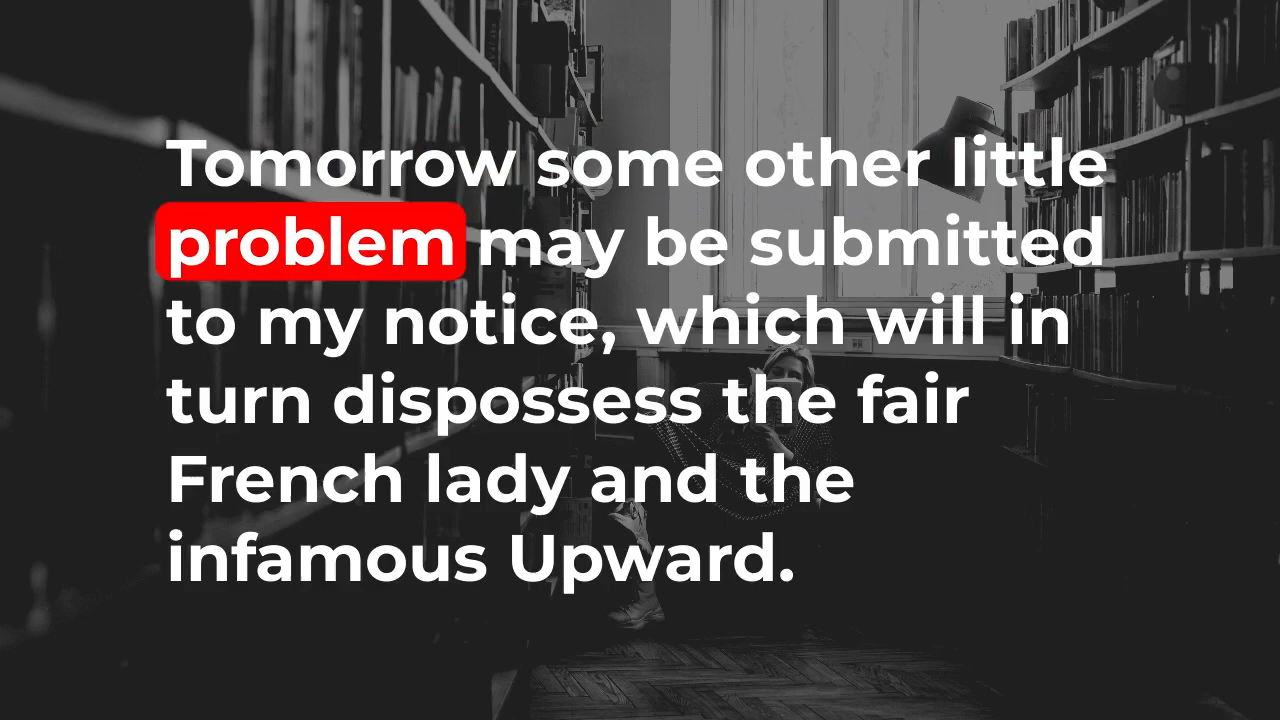 Tomorrow some other little
problem may be submitted
to my notice, which will in
turn dispossess the fair
French lady and the
infamous Upward.